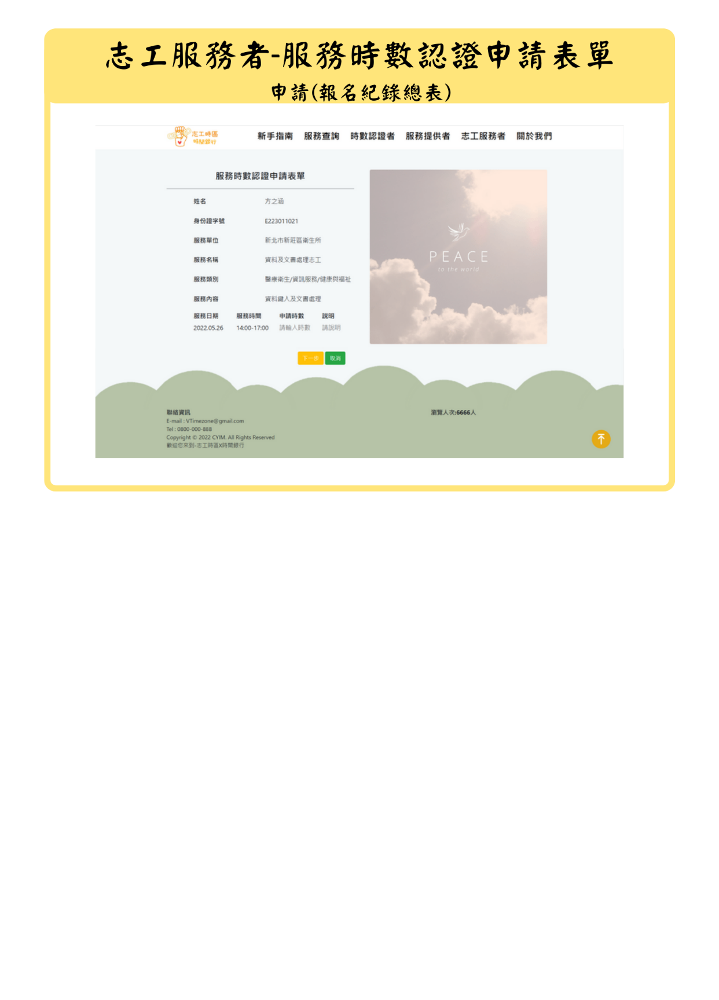 志工服務者-服務時數認證申請表單
申請(報名紀錄總表)
志工時區
時間銀行
新手指南 服務查詢 時數認證者 服務提供者 志工服務者 關於我們
服務時數認證申請表單
姓名 方之涵
身份證字號 E223011021
服務單位 新北市新莊區衛生所
服務名稱 資料及文書處理志工
服務類別 醫療衛生/資訊服務/健康與福祉
服務內容 資料鍵入及文書處理
服務日期 服務時間 申請時數 說明
2022.05.26 14:00-17:00 請輸入時數 請說明
下一步 取消
PEACE
to the world
聯絡資訊
E-mail : VTimezone@gmail.com
Tel : 0800-000-888
Copyright © 2022 CYIM. All Rights Reserved
歡迎您來到-志工時區X時間銀行
瀏覽人次:6666人